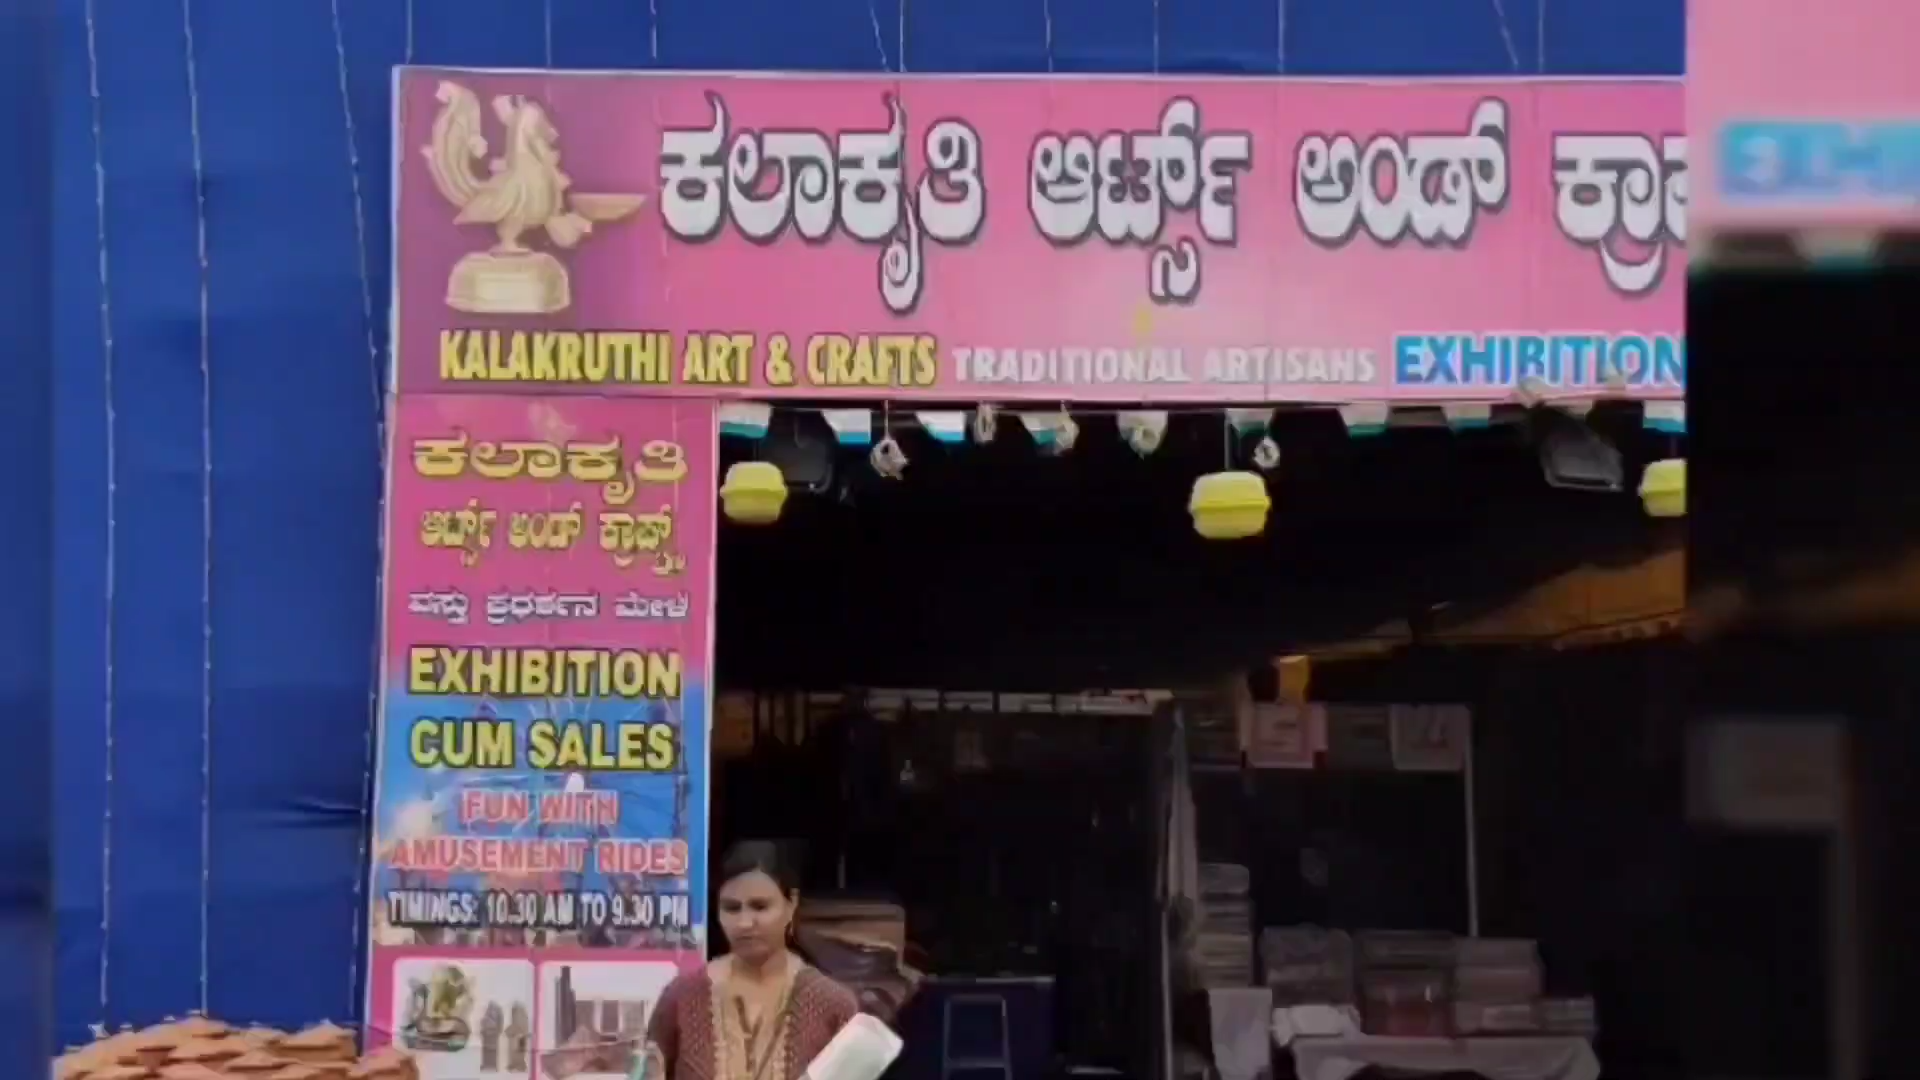 ಕಲಾಕೃತಿ ಆರ್ಟ್ಸ್ ಅಂಡ್
KALAKRUTHI ART & CRAFTS TRADITIONAL ARTISANS EXHIBITION
ಕಲಾಕೃತಿ
ಆರ್ಟ್ಸ್ ಅಂಡ್ ಕ್ರಾಫ್ಟ್ಸ್
ವಸ್ತು ಪ್ರಧರ್ಶನ ಮೇಳ
EXHIBITION
CUM SALES
FUN WITH
AMUSEMENT RIDES
TIMINGS: 10.30 AM TO 9.30 PM